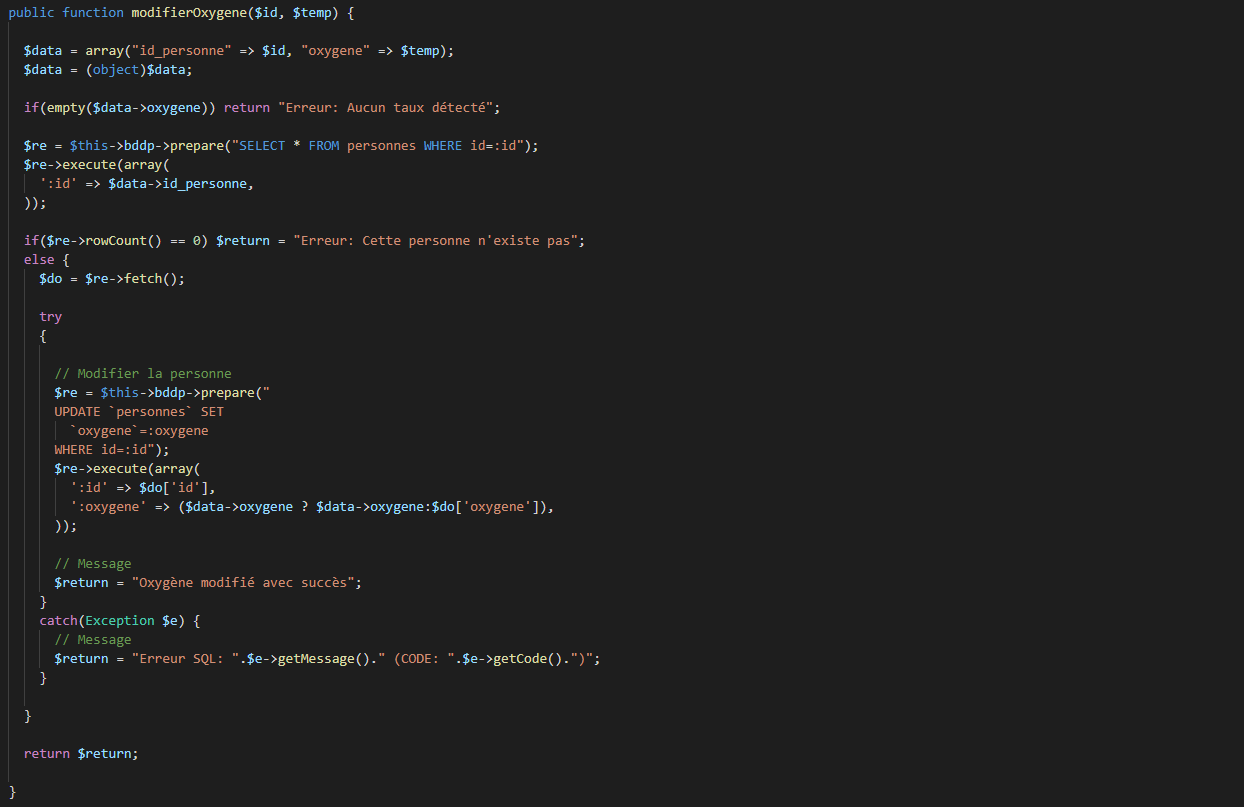 public function modifierOxygene($id, $temp) {
$data = array("id_personne" => $id, "oxygene" => $temp);
$data = (object)$data;
if(empty($data->oxygene)) return "Erreur: Aucun taux détecté";
$re = $this->bddp->prepare("SELECT * FROM personnes WHERE id=:id");
$re->execute(array(
':id' => $data->id_personne,
));
if($re->rowCount() == 0) $return = "Erreur: Cette personne n'existe pas";
else {
$do = $re->fetch();
try
{
// Modifier la personne
$re = $this->bddp->prepare("
UPDATE `personnes` SET
`oxygene`=:oxygene
WHERE id=:id");
$re->execute(array(
':id' => $do['id'],
':oxygene' => ($data->oxygene ? $data->oxygene:$do['oxygene']),
));
// Message
$return = "Oxygène modifié avec succès";
}
catch(Exception $e) {
// Message
$return = "Erreur SQL: ".$e->getMessage()." (CODE: ".$e->getCode().")";
}
}
return $return;
}